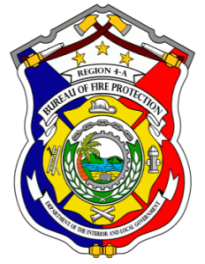 REGION 4-A
BUREAU OF FIRE PROTECTION
DEPARTMENT OF THE INTERIOR AND LOCAL GOVERNMENT